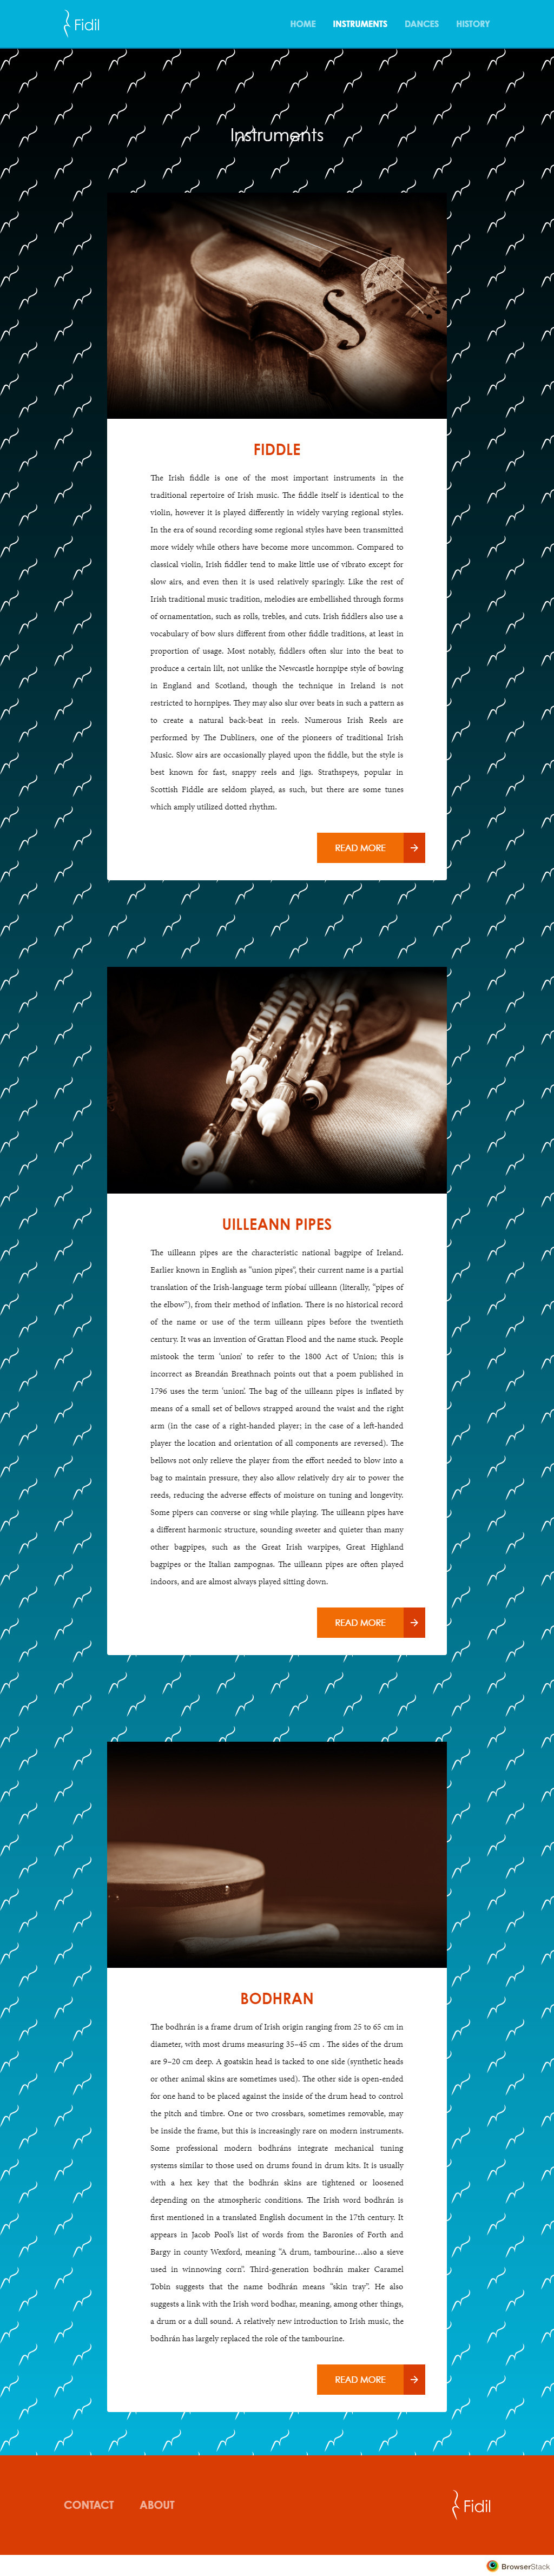 Fidil
HOME INSTRUMENTS DANCES HISTORY
Instruments
FIDDLE
The Irish fiddle is one of the most important instruments in the
traditional repertoire of Irish music. The fiddle itself is identical to the
violin, however it is played differently in widely varying regional styles.
In the era of sound recording some regional styles have been transmitted
more widely while others have become more uncommon. Compared to
classical violin, Irish fiddler tend to make little use of vibrato except for
slow airs, and even then it is used relatively sparingly. Like the rest of
Irish traditional music tradition, melodies are embellished through forms
of ornamentation, such as rolls, trebles, and cuts. Irish fiddlers also use a
vocabulary of bow slurs different from other fiddle traditions, at least in
proportion of usage. Most notably, fiddlers often slur into the beat to
produce a certain lilt, not unlike the Newcastle hornpipe style of bowing
in England and Scotland, though the technique in Ireland is not
restricted to hornpipes. They may also slur over beats in such a pattern as
to create a natural back-beat in reels. Numerous Irish Reels are
performed by The Dubliners, one of the pioneers of traditional Irish
Music. Slow airs are occasionally played upon the fiddle, but the style is
best known for fast, snappy reels and jigs. Strathspeys, popular in
Scottish Fiddle are seldom played, as such, but there are some tunes
which amply utilized dotted rhythm.
READ MORE
UILLEANN PIPES
The uilleann pipes are the characteristic national bagpipe of Ireland.
Earlier known in English as "union pipes", their current name is a partial
translation of the Irish-language term píobaí uilleann (literally, "pipes of
the elbow"), from their method of inflation. There is no historical record
of the name or use of the term uilleann pipes before the twentieth
century. It was an invention of Grattan Flood and the name stuck. People
mistook the term 'union' to refer to the 1800 Act of Union; this is
incorrect as Breandán Breathnach points out that a poem published in
1796 uses the term 'union'. The bag of the uilleann pipes is inflated by
means of a small set of bellows strapped around the waist and the right
arm (in the case of a right-handed player; in the case of a left-handed
player the location and orientation of all components are reversed). The
bellows not only relieve the player from the effort needed to blow into a
bag to maintain pressure, they also allow relatively dry air to power the
reeds, reducing the adverse effects of moisture on tuning and longevity.
Some pipers can converse or sing while playing. The uilleann pipes have
a different harmonic structure, sounding sweeter and quieter than many
other bagpipes, such as the Great Irish warpipes, Great Highland
bagpipes or the Italian zampognas. The uilleann pipes are often played
indoors, and are almost always played sitting down.
READ MORE
BODHRAN
The bodhrán is a frame drum of Irish origin ranging from 25 to 65 cm in
diameter, with most drums measuring 35–45 cm . The sides of the drum
are 9–20 cm deep. A goatskin head is tacked to one side (synthetic heads
or other animal skins are sometimes used). The other side is open-ended
for one hand to be placed against the inside of the drum head to control
the pitch and timbre. One or two crossbars, sometimes removable, may
be inside the frame, but this is increasingly rare on modern instruments.
Some professional modern bodhráns integrate mechanical tuning
systems similar to those used on drums found in drum kits. It is usually
with a hex key that the bodhrán skins are tightened or loosened
depending on the atmospheric conditions. The Irish word bodhrán is
first mentioned in a translated English document in the 17th century. It
appears in Jacob Pool's list of words from the Baronies of Forth and
Bargy in county Wexford, meaning "A drum, tambourine…also a sieve
used in winnowing corn". Third-generation bodhrán maker Caramel
Tobin suggests that the name bodhrán means "skin tray". He also
suggests a link with the Irish word bodhar, meaning, among other things,
a drum or a dull sound. A relatively new introduction to Irish music, the
bodhrán has largely replaced the role of the tambourine.
READ MORE
CONTACT ABOUT
Fidil
BrowserStack